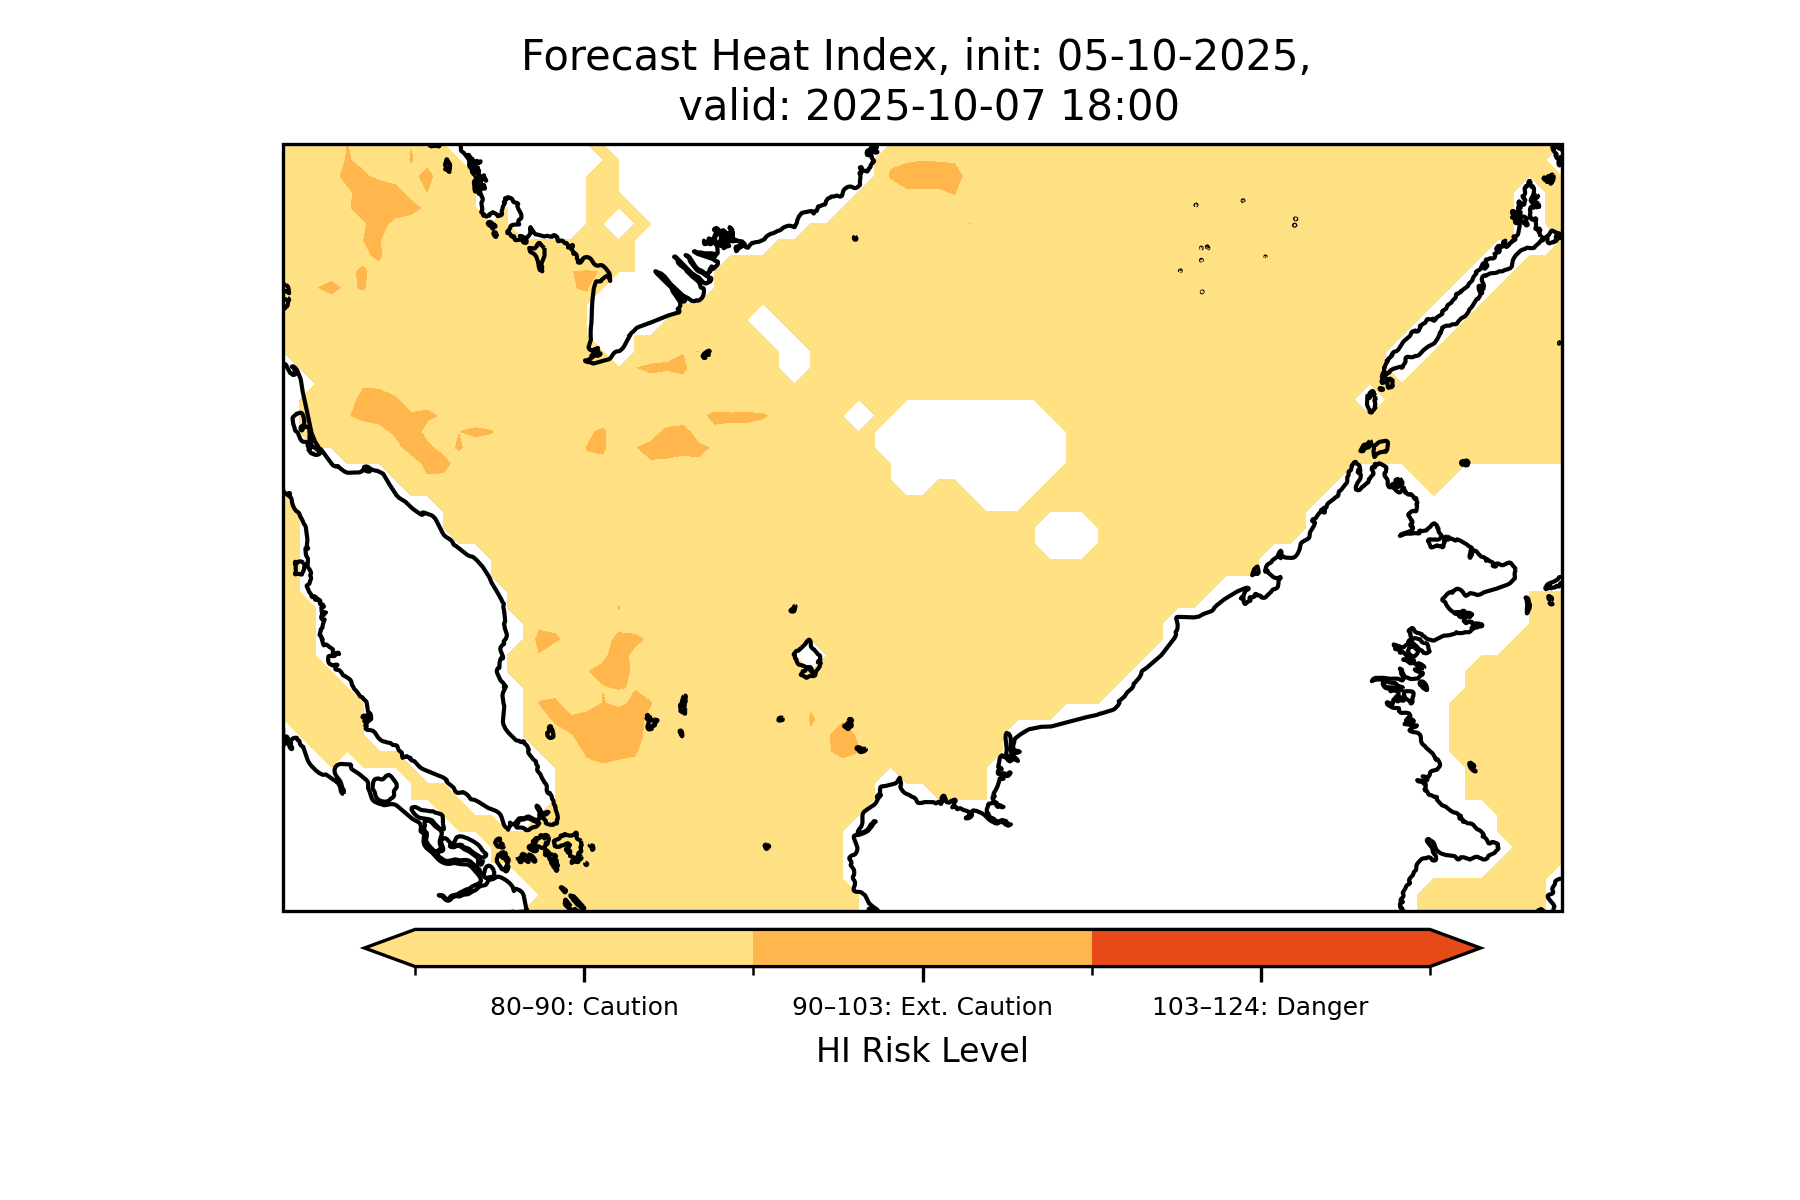 Forecast Heat Index, init: 05-10-2025,
valid: 2025-10-07 18:00
80–90: Caution
90–103: Ext. Caution
103–124: Danger
HI Risk Level